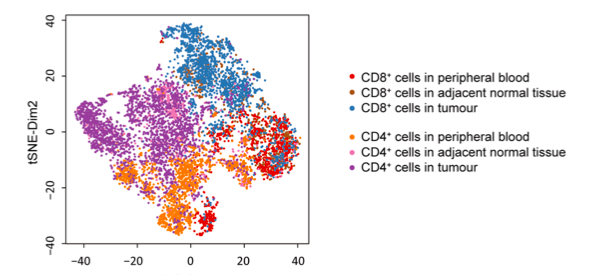 40
20
0
−20
−40
tSNE-Dim2
−40 −20 0 20 40
CD8⁺ cells in peripheral blood
CD8⁺ cells in adjacent normal tissue
CD8⁺ cells in tumour
CD4⁺ cells in peripheral blood
CD4⁺ cells in adjacent normal tissue
CD4⁺ cells in tumour